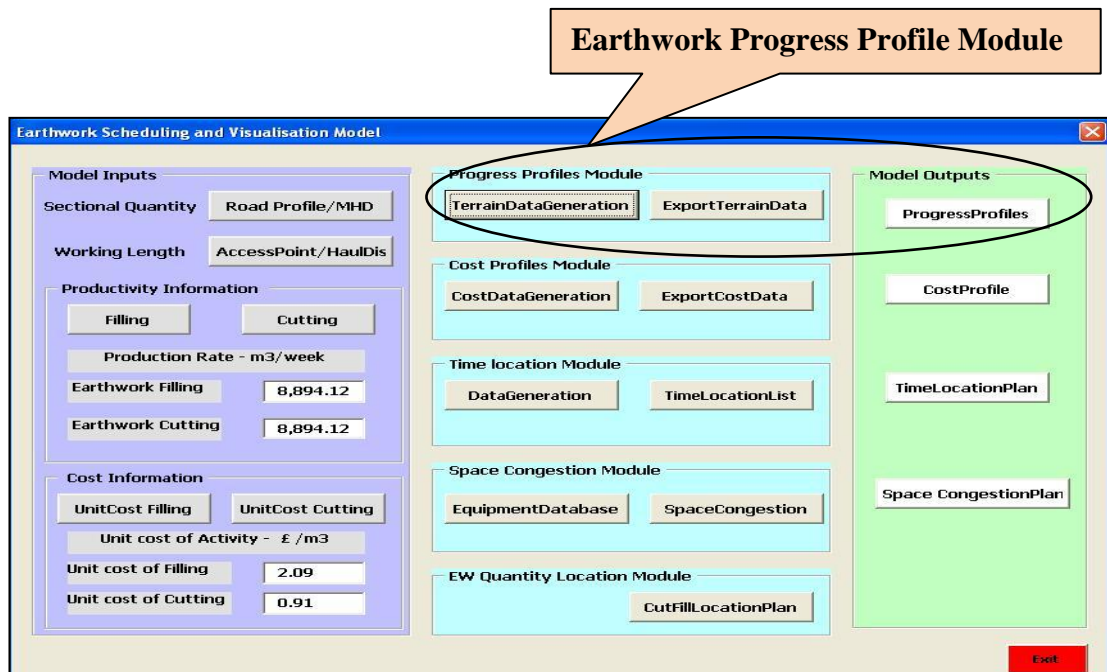 Earthwork Progress Profile Module
Earthwork Scheduling and Visualisation Model
Model Inputs
Sectional Quantity
Road Profile/MHD
Working Length
AccessPoint/HaulDis
Productivity Information
Filling
Cutting
Production Rate - m3/week
Earthwork Filling
8,894.12
Earthwork Cutting
8,894.12
Cost Information
UnitCost Filling
UnitCost Cutting
Unit cost of Activity - £ /m3
Unit cost of Filling
2.09
Unit cost of Cutting
0.91
Progress Profiles Module
TerrainDataGeneration
ExportTerrainData
Cost Profiles Module
CostDataGeneration
ExportCostData
Time location Module
DataGeneration
TimeLocationList
Space Congestion Module
EquipmentDatabase
SpaceCongestion
EW Quantity Location Module
CutFillLocationPlan
Model Outputs
ProgressProfiles
CostProfile
TimeLocationPlan
Space CongestionPlan
Exit